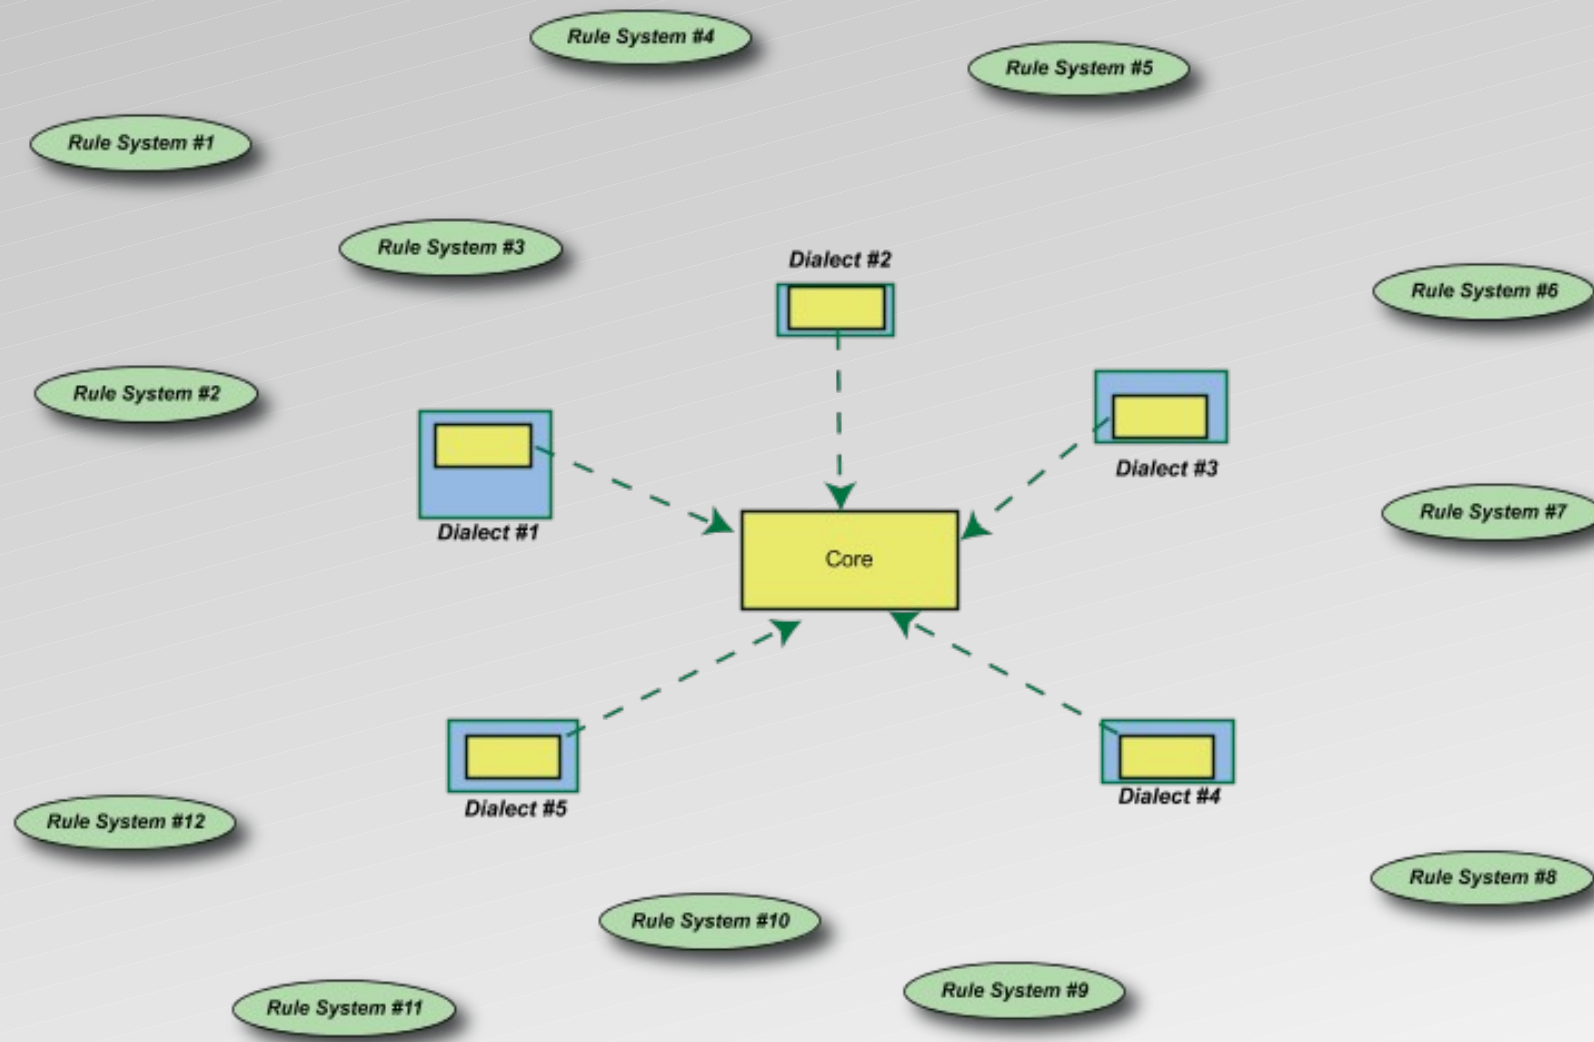 Rule System #4
Rule System #5
Rule System #1
Rule System #3
Dialect #2
Rule System #6
Rule System #2
Dialect #3
Rule System #7
Dialect #1
Core
Dialect #4
Dialect #5
Rule System #12
Rule System #8
Rule System #10
Rule System #9
Rule System #11